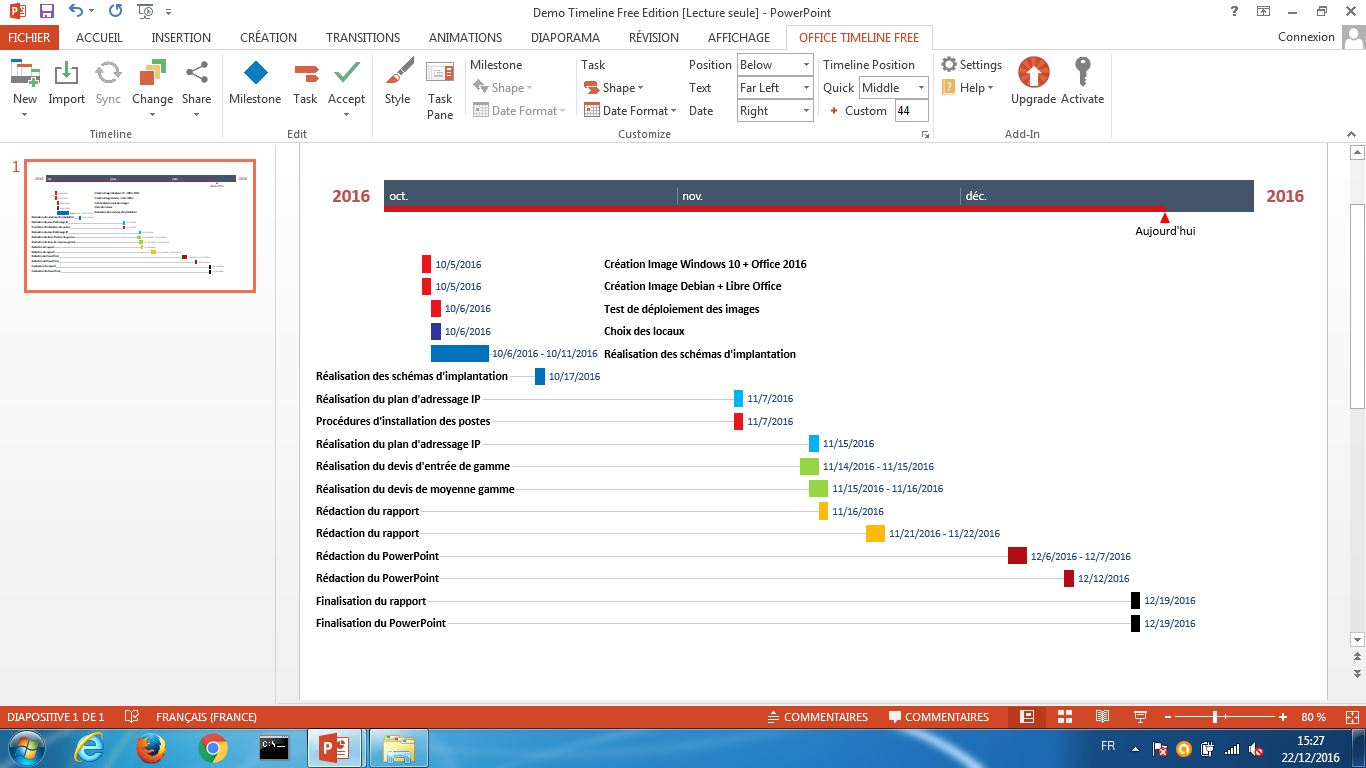 Demo Timeline Free Edition [Lecture seule] - PowerPoint
?
FICHIER ACCUEIL INSERTION CRÉATION TRANSITIONS ANIMATIONS DIAPORAMA RÉVISION AFFICHAGE OFFICE TIMELINE FREE Connexion
Milestone Task Position Below Timeline Position Settings
Shape Shape Text Far Left Quick Middle Help
New Import Sync Change Share Milestone Task Accept Style Task Pane Upgrade Activate
Date Format Date Format Date Right Custom 44
Timeline Edit Customize Add-In
1
2016 oct. nov. déc. 2016
Aujourd'hui
10/5/2016 Création Image Windows 10 + Office 2016
10/5/2016 Création Image Debian + Libre Office
10/6/2016 Test de déploiement des images
10/6/2016 Choix des locaux
10/6/2016 - 10/11/2016 Réalisation des schémas d'implantation
Réalisation des schémas d'implantation 10/17/2016
Réalisation du plan d'adressage IP 11/7/2016
Procédures d'installation des postes 11/7/2016
Réalisation du plan d'adressage IP 11/15/2016
Réalisation du devis d'entrée de gamme 11/14/2016 - 11/15/2016
Réalisation du devis de moyenne gamme 11/15/2016 - 11/16/2016
Rédaction du rapport 11/16/2016
Rédaction du rapport 11/21/2016 - 11/22/2016
Rédaction du PowerPoint 12/6/2016 - 12/7/2016
Rédaction du PowerPoint 12/12/2016
Finalisation du rapport 12/19/2016
Finalisation du PowerPoint 12/19/2016
DIAPOSITIVE 1 DE 1 FRANÇAIS (FRANCE) COMMENTAIRES COMMENTAIRES 80 %
FR 15:27
22/12/2016